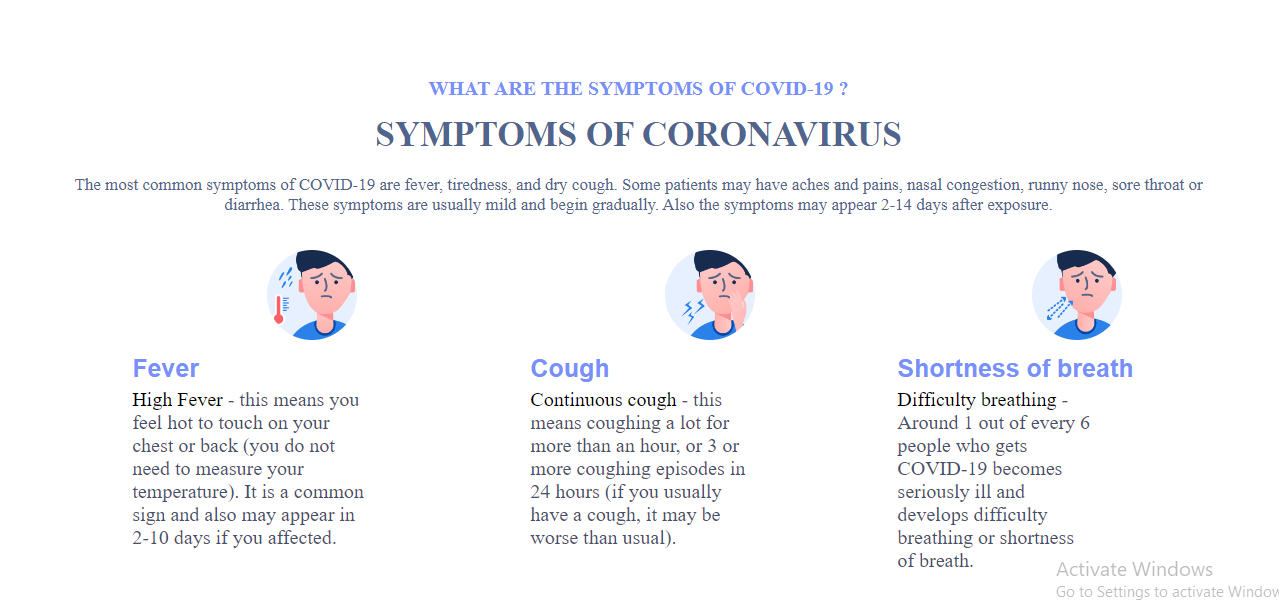 WHAT ARE THE SYMPTOMS OF COVID-19 ?
SYMPTOMS OF CORONAVIRUS
The most common symptoms of COVID-19 are fever, tiredness, and dry cough. Some patients may have aches and pains, nasal congestion, runny nose, sore throat or
diarrhea. These symptoms are usually mild and begin gradually. Also the symptoms may appear 2-14 days after exposure.
Fever
High Fever - this means you
feel hot to touch on your
chest or back (you do not
need to measure your
temperature). It is a common
sign and also may appear in
2-10 days if you affected.
Cough
Continuous cough - this
means coughing a lot for
more than an hour, or 3 or
more coughing episodes in
24 hours (if you usually
have a cough, it may be
worse than usual).
Shortness of breath
Difficulty breathing -
Around 1 out of every 6
people who gets
COVID-19 becomes
seriously ill and
develops difficulty
breathing or shortness
of breath.
Activate Windows
Go to Settings to activate Window